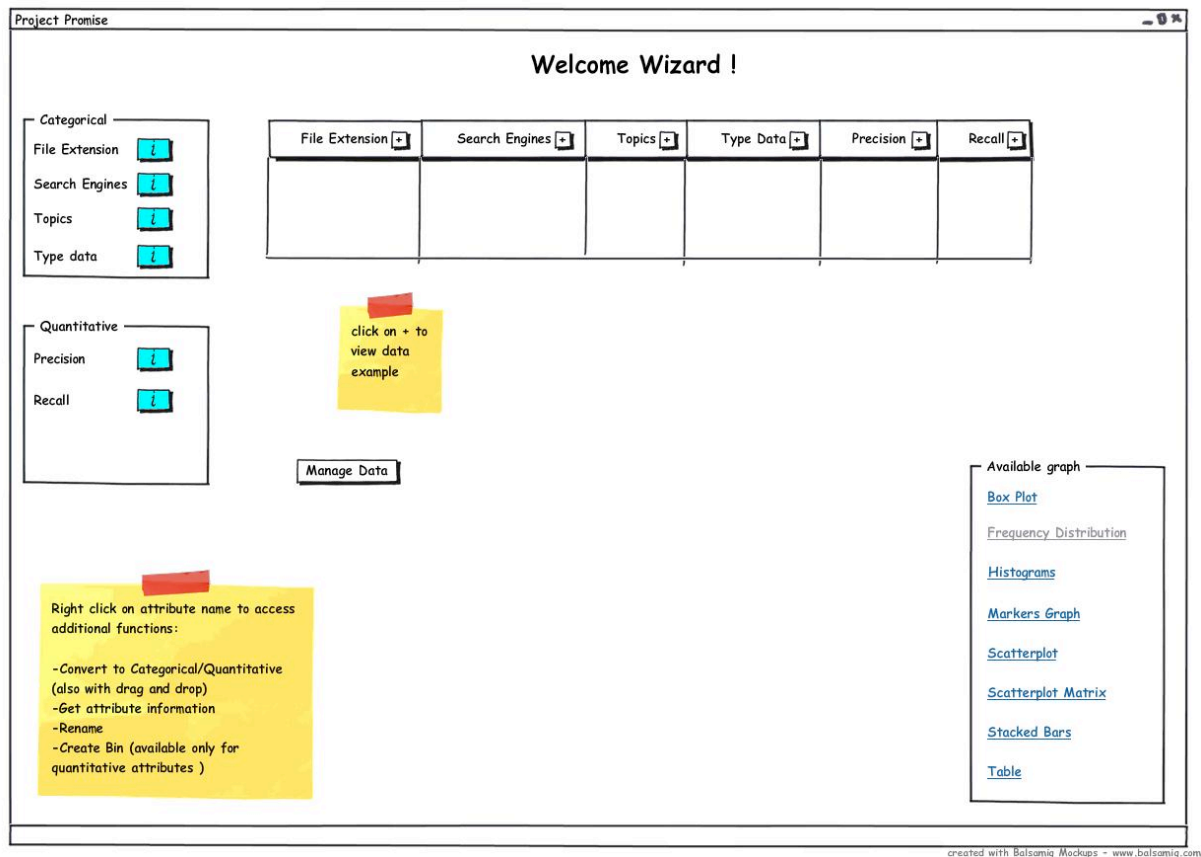 Project Promise
Welcome Wizard !
Categorical
File Extension i
Search Engines i
Topics i
Type data i
File Extension + Search Engines + Topics + Type Data + Precision + Recall +
Quantitative
Precision i
Recall i
click on + to
view data
example
Manage Data
Available graph
Box Plot
Frequency Distribution
Histograms
Markers Graph
Scatterplot
Scatterplot Matrix
Stacked Bars
Table
Right click on attribute name to access
additional functions:
-Convert to Categorical/Quantitative
(also with drag and drop)
-Get attribute information
-Rename
-Create Bin (available only for
quantitative attributes )
created with Balsamiq Mockups - www.balsamiq.com